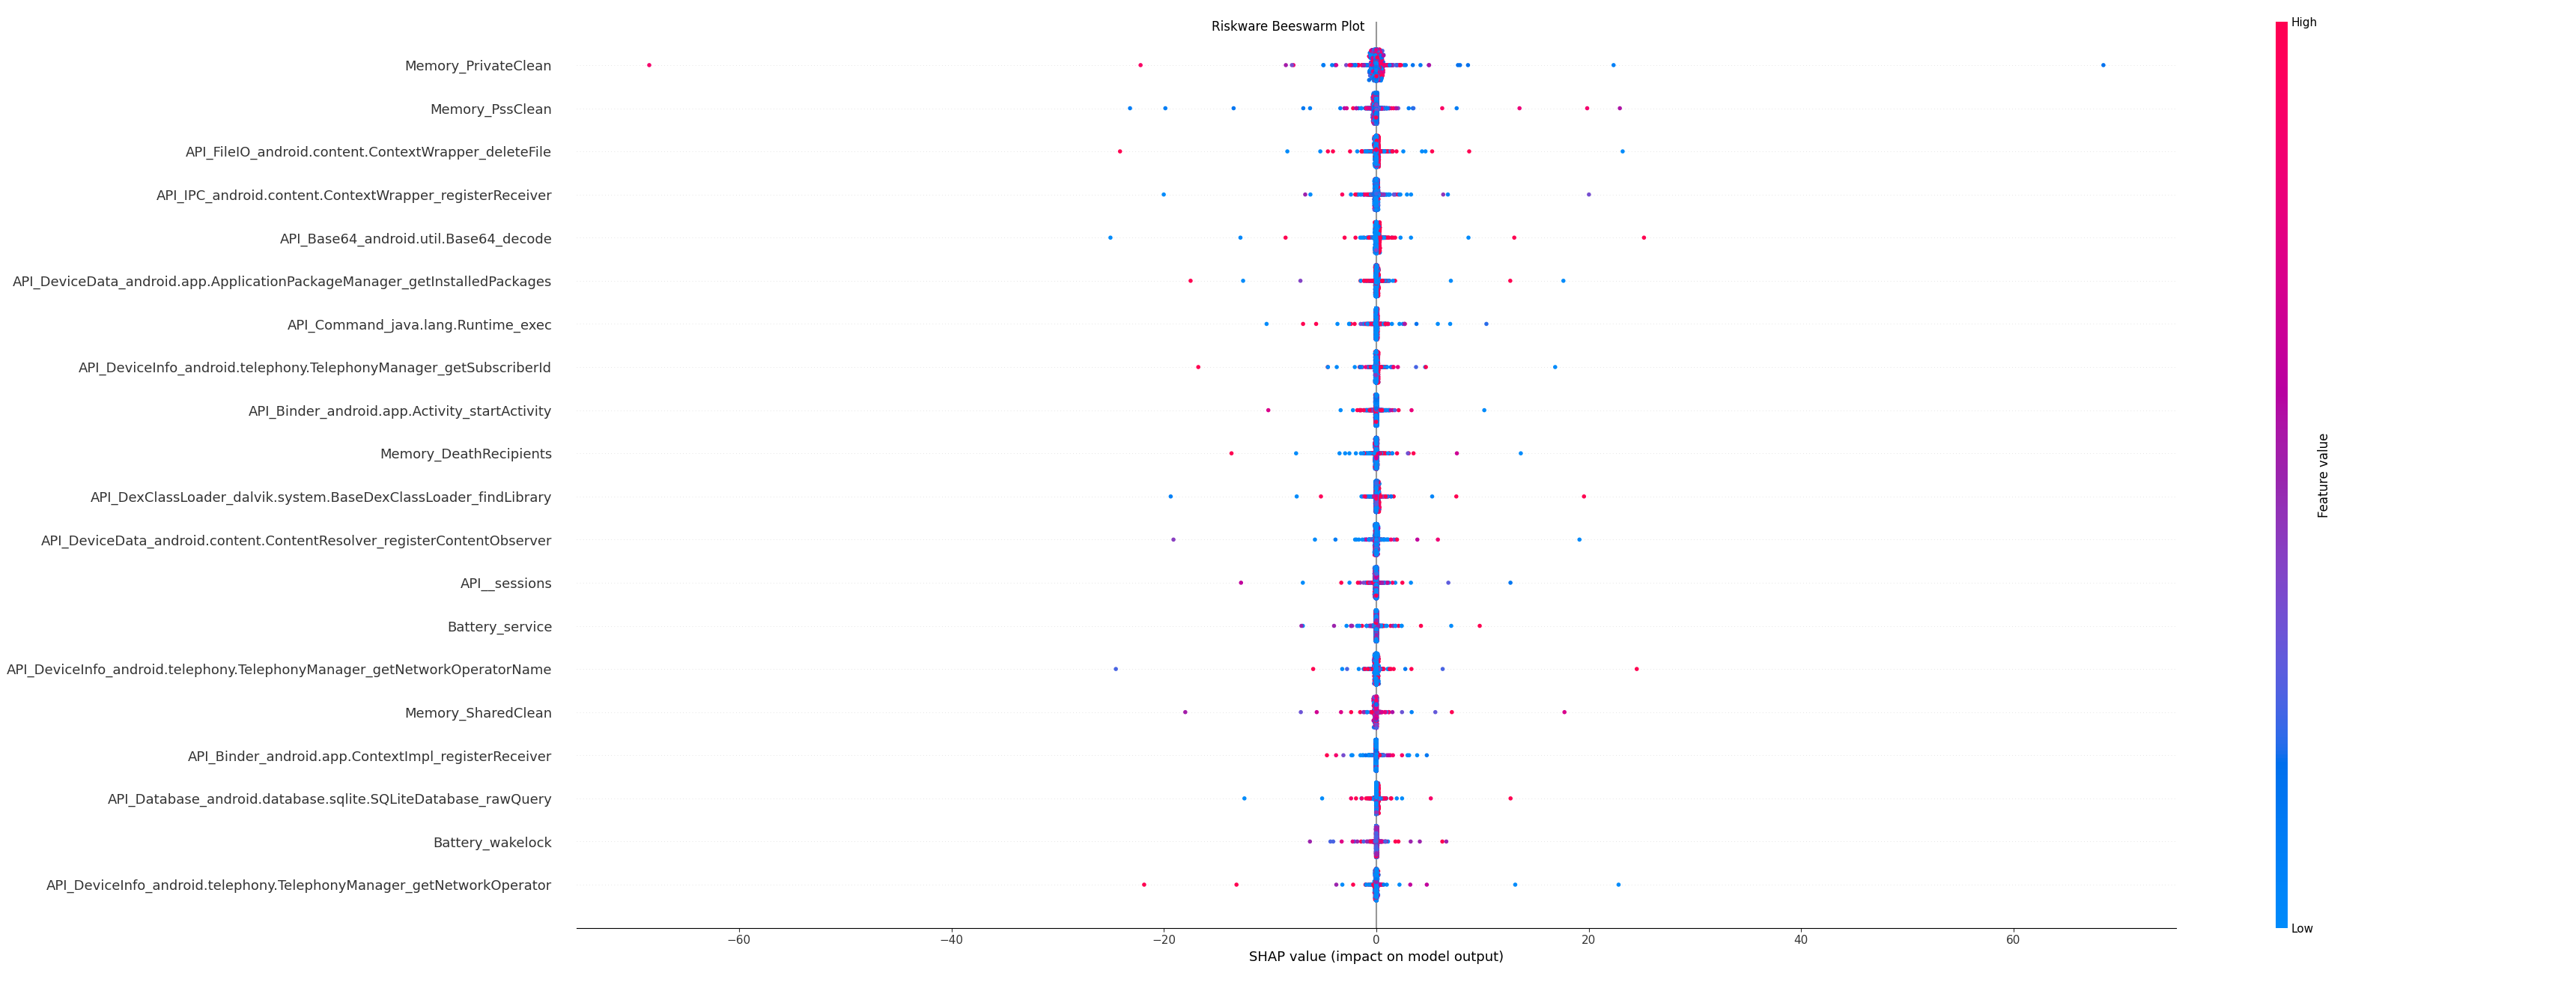 Riskware Beeswarm Plot
High
Memory_PrivateClean
Memory_PssClean
API_FileIO_android.content.ContextWrapper_deleteFile
API_IPC_android.content.ContextWrapper_registerReceiver
API_Base64_android.util.Base64_decode
API_DeviceData_android.app.ApplicationPackageManager_getInstalledPackages
API_Command_java.lang.Runtime_exec
API_DeviceInfo_android.telephony.TelephonyManager_getSubscriberId
API_Binder_android.app.Activity_startActivity
Memory_DeathRecipients
API_DexClassLoader_dalvik.system.BaseDexClassLoader_findLibrary
API_DeviceData_android.content.ContentResolver_registerContentObserver
API__sessions
Battery_service
API_DeviceInfo_android.telephony.TelephonyManager_getNetworkOperatorName
Memory_SharedClean
API_Binder_android.app.ContextImpl_registerReceiver
API_Database_android.database.sqlite.SQLiteDatabase_rawQuery
Battery_wakelock
API_DeviceInfo_android.telephony.TelephonyManager_getNetworkOperator
Feature value
Low
−60 −40 −20 0 20 40 60
SHAP value (impact on model output)